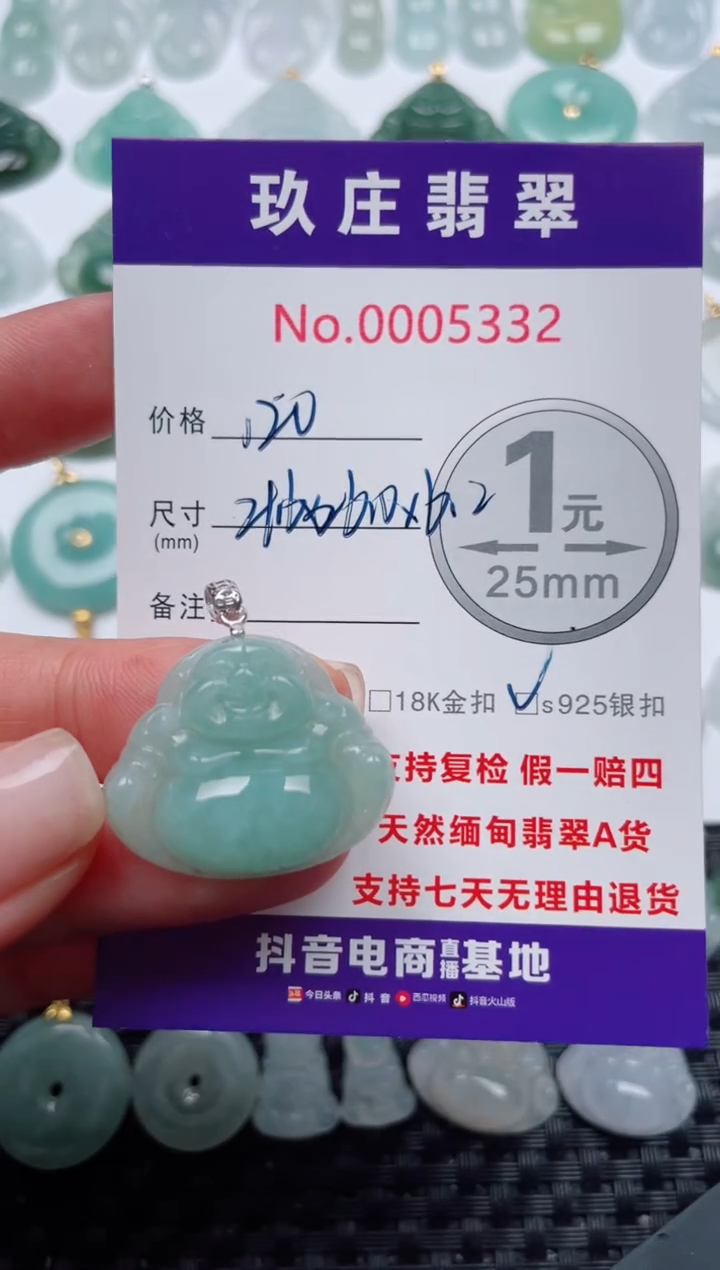 玖庄翡翠
No.0005332
价格
尺寸
(mm)
备注
1元
25mm
□18K金扣 ☑s925银扣
支持复检 假一赔四
天然缅甸翡翠A货
支持七天无理由退货
抖音电商直播基地
今日头条 抖音 西瓜视频 抖音火山版